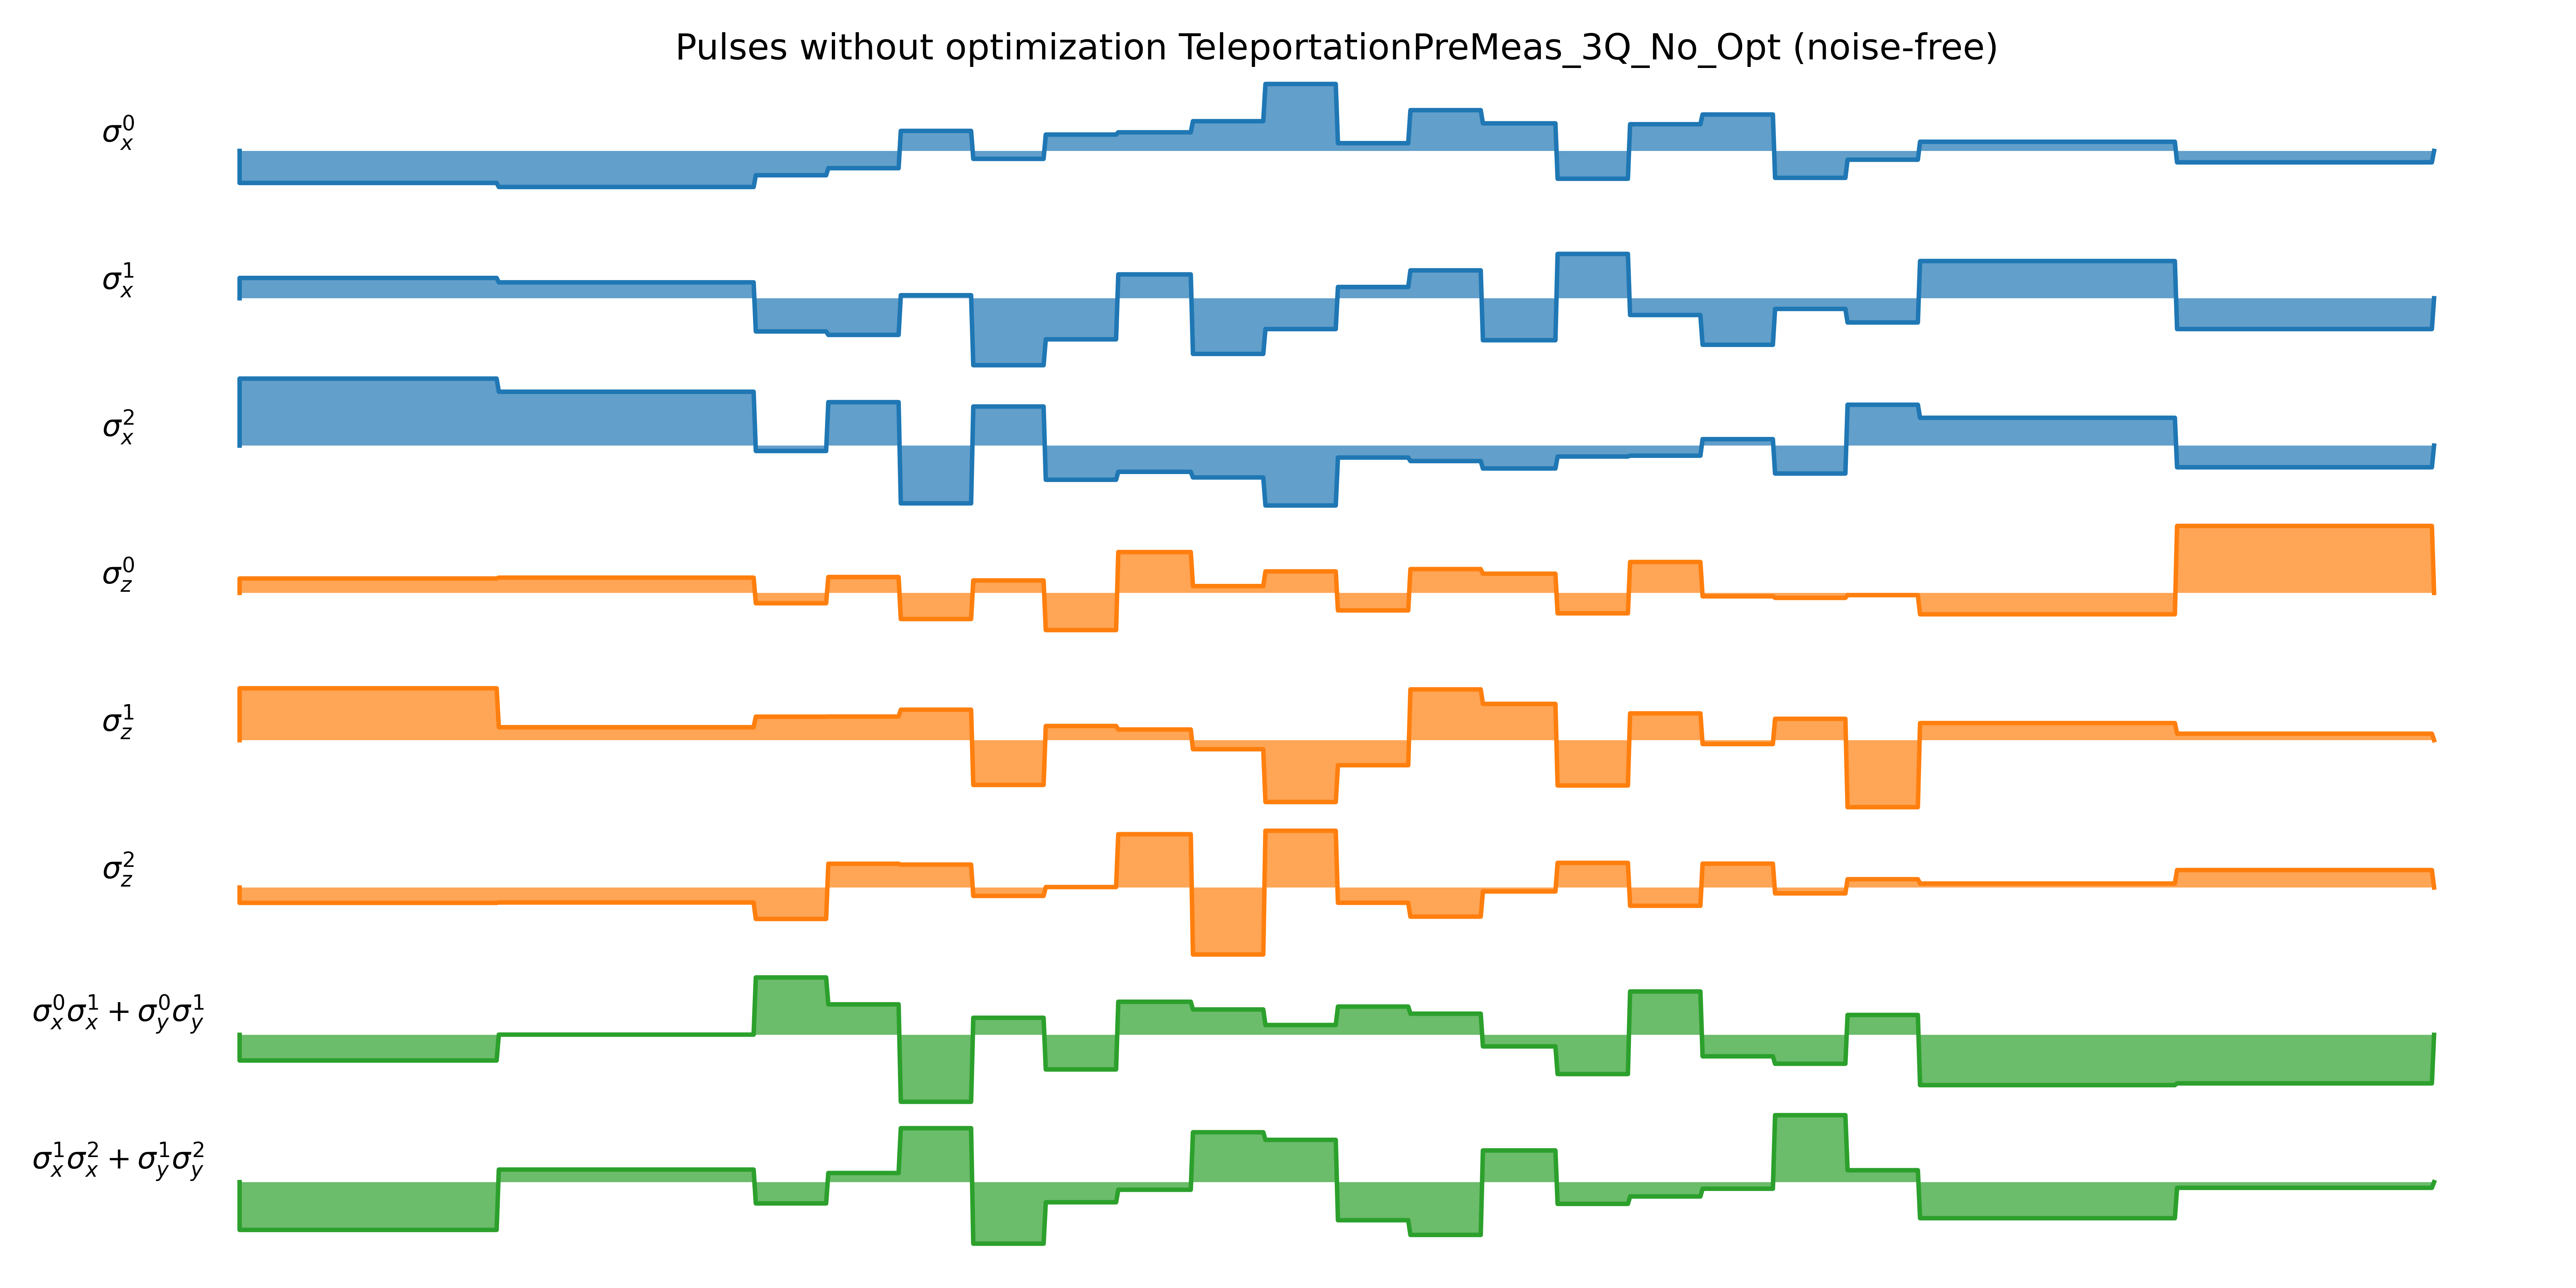 Pulses without optimization TeleportationPreMeas_3Q_No_Opt (noise-free)
σ_x^0
σ_x^1
σ_x^2
σ_z^0
σ_z^1
σ_z^2
σ_x^0σ_x^1 + σ_y^0σ_y^1
σ_x^1σ_x^2 + σ_y^1σ_y^2